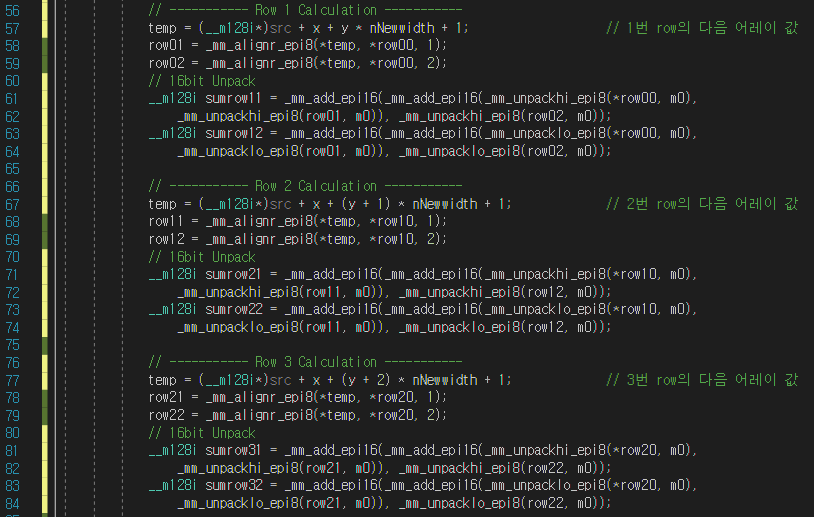 56 // ----------- Row 1 Calculation -----------
57 temp = (__m128i*)src + x + y * nNewwidth + 1; // 1번 row의 다음 어레이 값
58 row01 = _mm_alignr_epi8(*temp, *row00, 1);
59 row02 = _mm_alignr_epi8(*temp, *row00, 2);
60 // 16bit Unpack
61 __m128i sumrow11 = _mm_add_epi16(_mm_add_epi16(_mm_unpackhi_epi8(*row00, m0),
62 _mm_unpackhi_epi8(row01, m0)), _mm_unpackhi_epi8(row02, m0));
63 __m128i sumrow12 = _mm_add_epi16(_mm_add_epi16(_mm_unpacklo_epi8(*row00, m0),
64 _mm_unpacklo_epi8(row01, m0)), _mm_unpacklo_epi8(row02, m0));
65
66 // ----------- Row 2 Calculation -----------
67 temp = (__m128i*)src + x + (y + 1) * nNewwidth + 1; // 2번 row의 다음 어레이 값
68 row11 = _mm_alignr_epi8(*temp, *row10, 1);
69 row12 = _mm_alignr_epi8(*temp, *row10, 2);
70 // 16bit Unpack
71 __m128i sumrow21 = _mm_add_epi16(_mm_add_epi16(_mm_unpackhi_epi8(*row10, m0),
72 _mm_unpackhi_epi8(row11, m0)), _mm_unpackhi_epi8(row12, m0));
73 __m128i sumrow22 = _mm_add_epi16(_mm_add_epi16(_mm_unpacklo_epi8(*row10, m0),
74 _mm_unpacklo_epi8(row11, m0)), _mm_unpacklo_epi8(row12, m0));
75
76 // ----------- Row 3 Calculation -----------
77 temp = (__m128i*)src + x + (y + 2) * nNewwidth + 1; // 3번 row의 다음 어레이 값
78 row21 = _mm_alignr_epi8(*temp, *row20, 1);
79 row22 = _mm_alignr_epi8(*temp, *row20, 2);
80 // 16bit Unpack
81 __m128i sumrow31 = _mm_add_epi16(_mm_add_epi16(_mm_unpackhi_epi8(*row20, m0),
82 _mm_unpackhi_epi8(row21, m0)), _mm_unpackhi_epi8(row22, m0));
83 __m128i sumrow32 = _mm_add_epi16(_mm_add_epi16(_mm_unpacklo_epi8(*row20, m0),
84 _mm_unpacklo_epi8(row21, m0)), _mm_unpacklo_epi8(row22, m0));